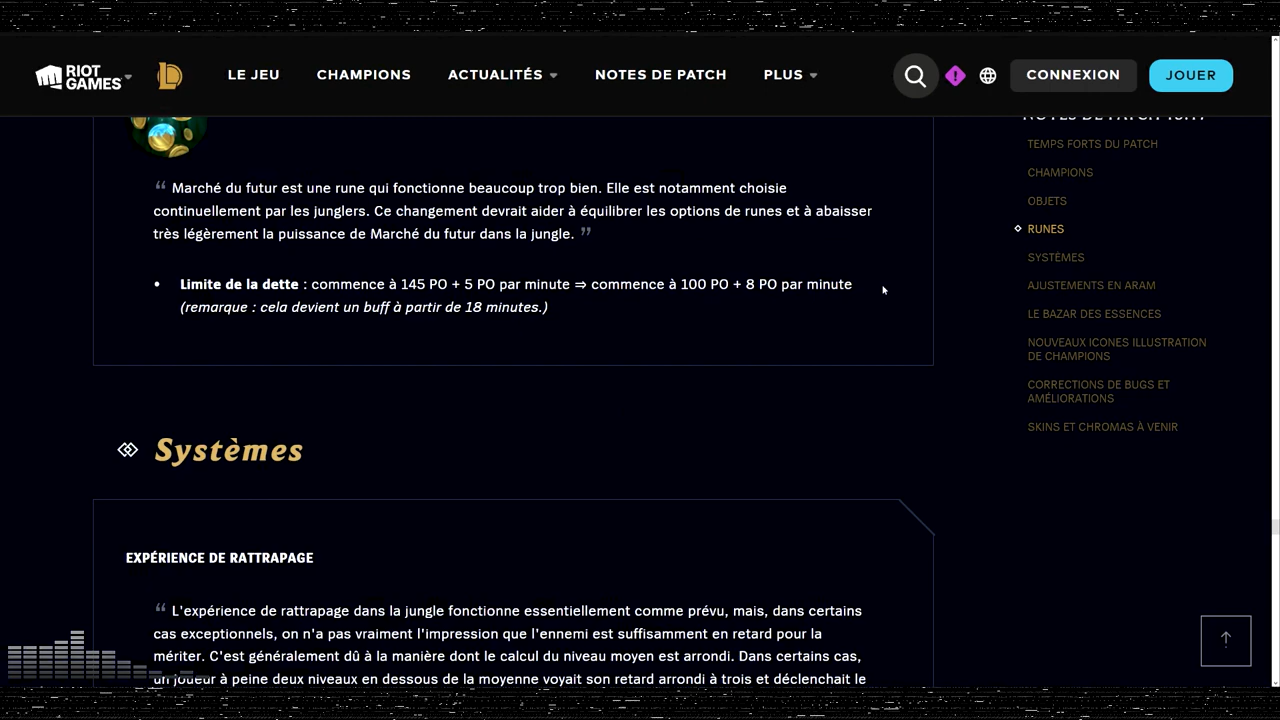 RIOT GAMES
LE JEU
CHAMPIONS
ACTUALITÉS
NOTES DE PATCH
PLUS
CONNEXION
JOUER
“ Marché du futur est une rune qui fonctionne beaucoup trop bien. Elle est notamment choisie
continuellement par les junglers. Ce changement devrait aider à équilibrer les options de runes et à abaisser
très légèrement la puissance de Marché du futur dans la jungle. ”
• Limite de la dette : commence à 145 PO + 5 PO par minute ⇒ commence à 100 PO + 8 PO par minute
(remarque : cela devient un buff à partir de 18 minutes.)
Systèmes
EXPÉRIENCE DE RATTRAPAGE
“ L'expérience de rattrapage dans la jungle fonctionne essentiellement comme prévu, mais, dans certains
cas exceptionnels, on n'a pas vraiment l'impression que l'ennemi est suffisamment en retard pour la
mériter. C'est généralement dû à la manière dont le calcul du niveau moyen est arrondi. Dans certains cas,
un joueur à peine deux niveaux en dessous de la moyenne voyait son retard arrondi à trois et déclenchait le
NOTES DE PATCH
TEMPS FORTS DU PATCH
CHAMPIONS
OBJETS
RUNES
SYSTÈMES
AJUSTEMENTS EN ARAM
LE BAZAR DES ESSENCES
NOUVEAUX ICONES ILLUSTRATION
DE CHAMPIONS
CORRECTIONS DE BUGS ET
AMÉLIORATIONS
SKINS ET CHROMAS À VENIR